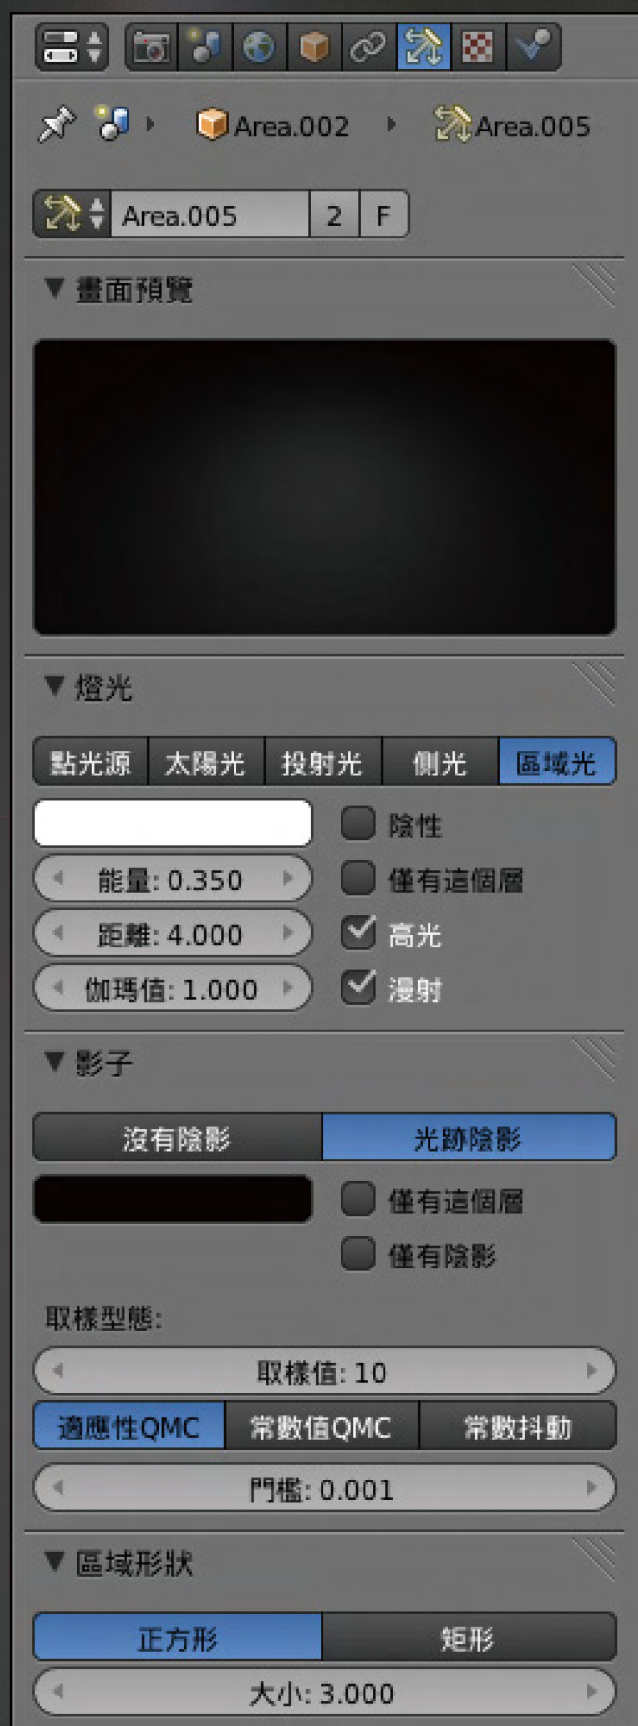 Area.002 Area.005
Area.005 2 F
畫面預覽
燈光
點光源 太陽光 投射光 側光 區域光
陰性
能量: 0.350 僅有這個層
距離: 4.000 高光
伽瑪值: 1.000 漫射
影子
沒有陰影 光跡陰影
僅有這個層
僅有陰影
取樣型態:
取樣值: 10
適應性QMC 常數值QMC 常數抖動
門檻: 0.001
區域形狀
正方形 矩形
大小: 3.000